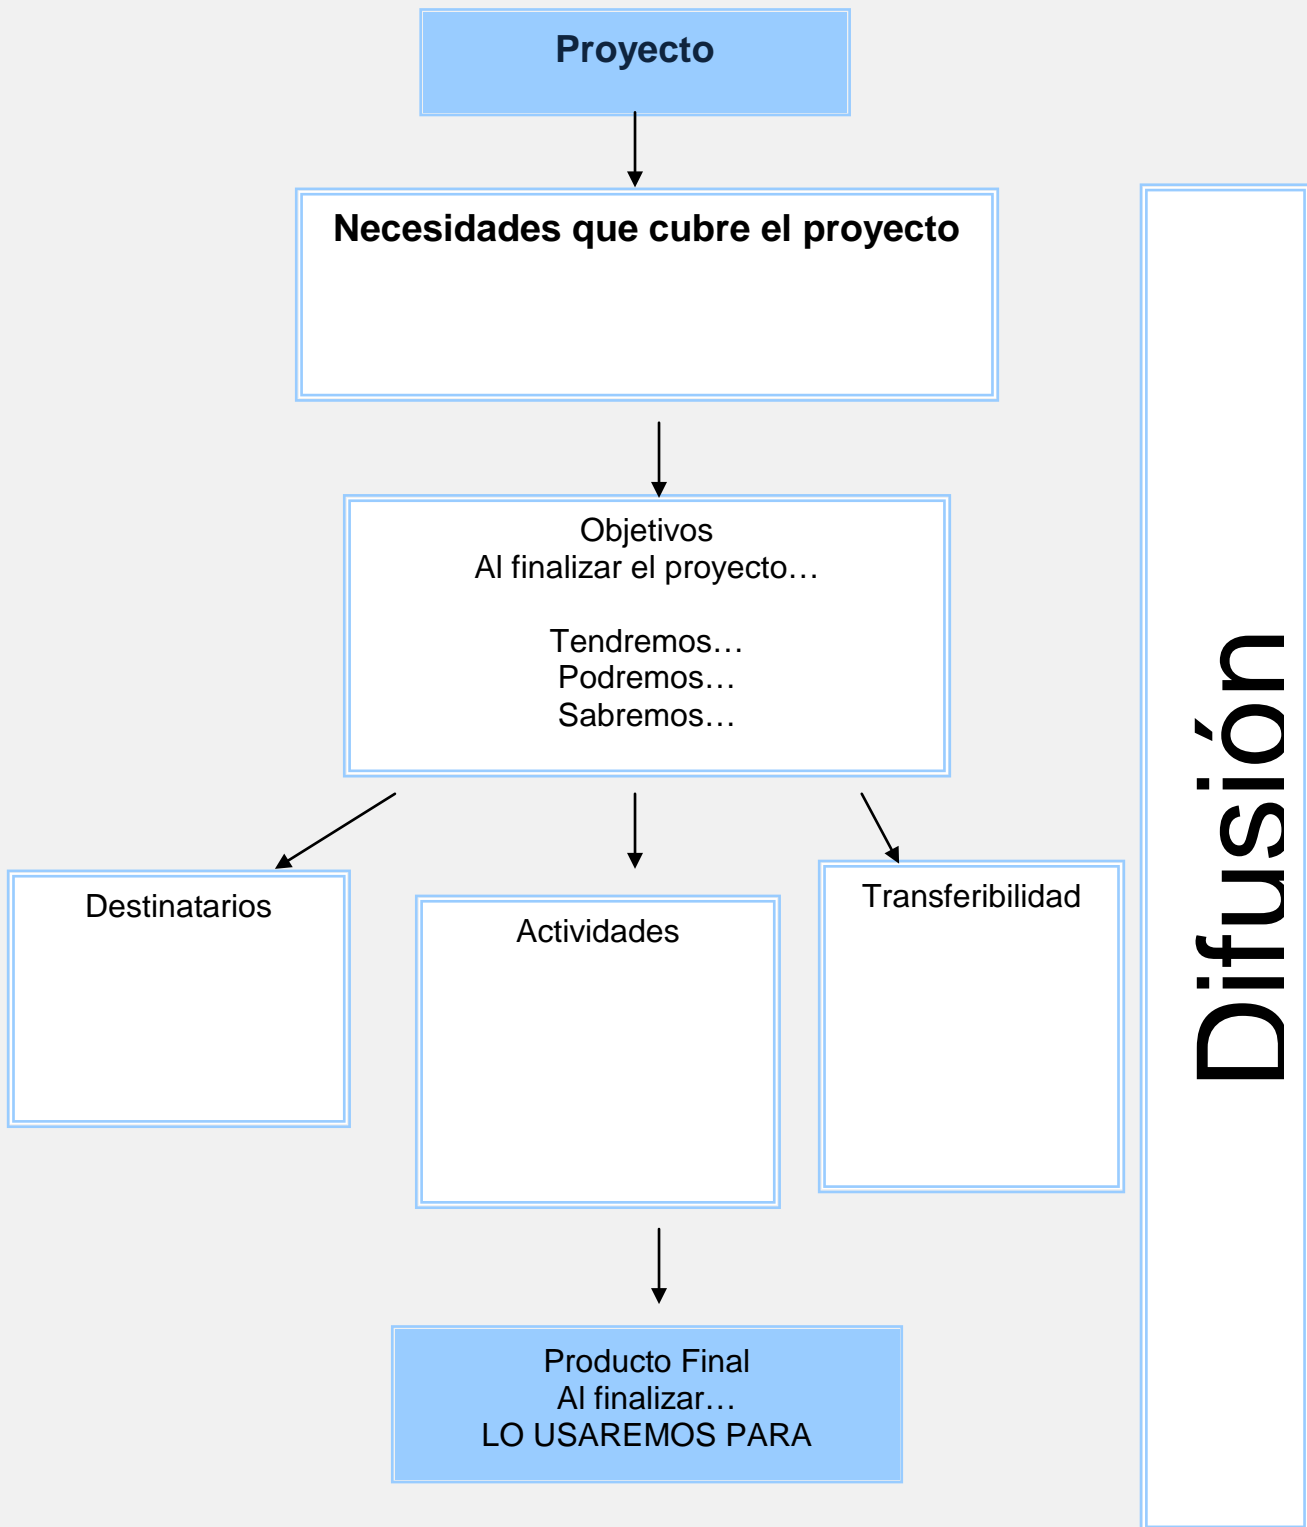 Proyecto
Necesidades que cubre el proyecto
Objetivos
Al finalizar el proyecto…
Tendremos…
Podremos…
Sabremos…
Destinatarios
Actividades
Transferibilidad
Producto Final
Al finalizar…
LO USAREMOS PARA
Difusión